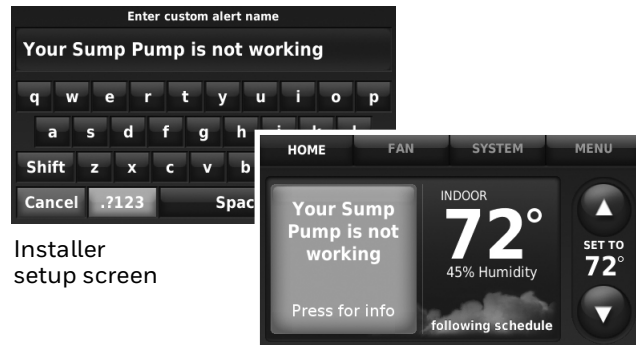 Enter custom alert name
Your Sump Pump is not working
q w e r t y u i o p
a s d f g h
Shift z x c v b
Cancel .?123 Spac
Installer
setup screen
HOME FAN SYSTEM MENU
Your Sump
Pump is not
working
Press for info
INDOOR
72°
45% Humidity
following schedule
SET TO
72°